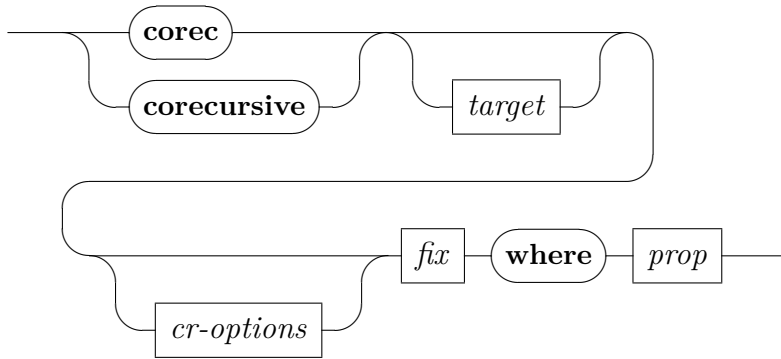 corec
corecursive
target
fix where prop
cr-options